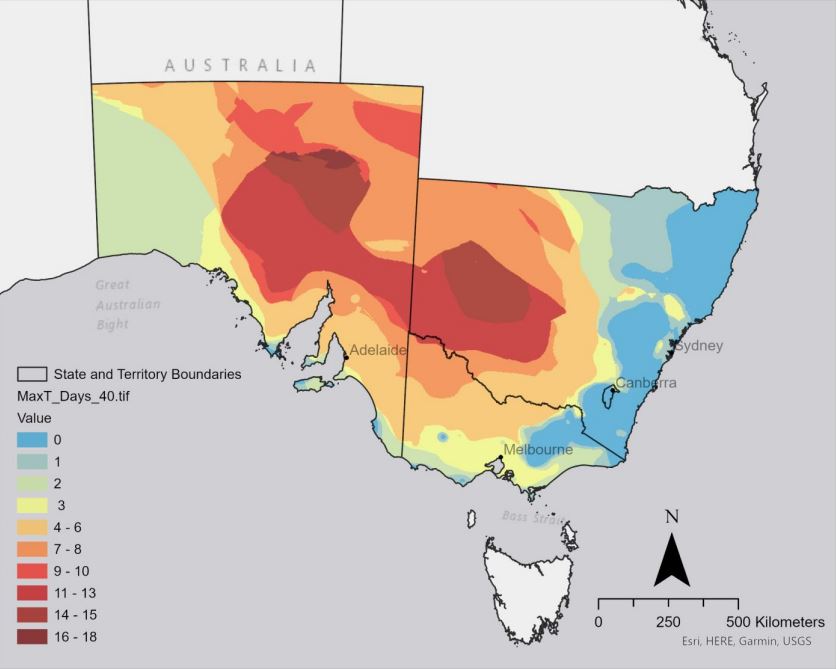 AUSTRALIA
Great
Australian
Bight
Adelaide
Sydney
Canberra
Melbourne
Bass Strait
State and Territory Boundaries
MaxT_Days_40.tif
Value
0
1
2
3
4 - 6
7 - 8
9 - 10
11 - 13
14 - 15
16 - 18
N
0 250 500 Kilometers
Esri, HERE, Garmin, USGS